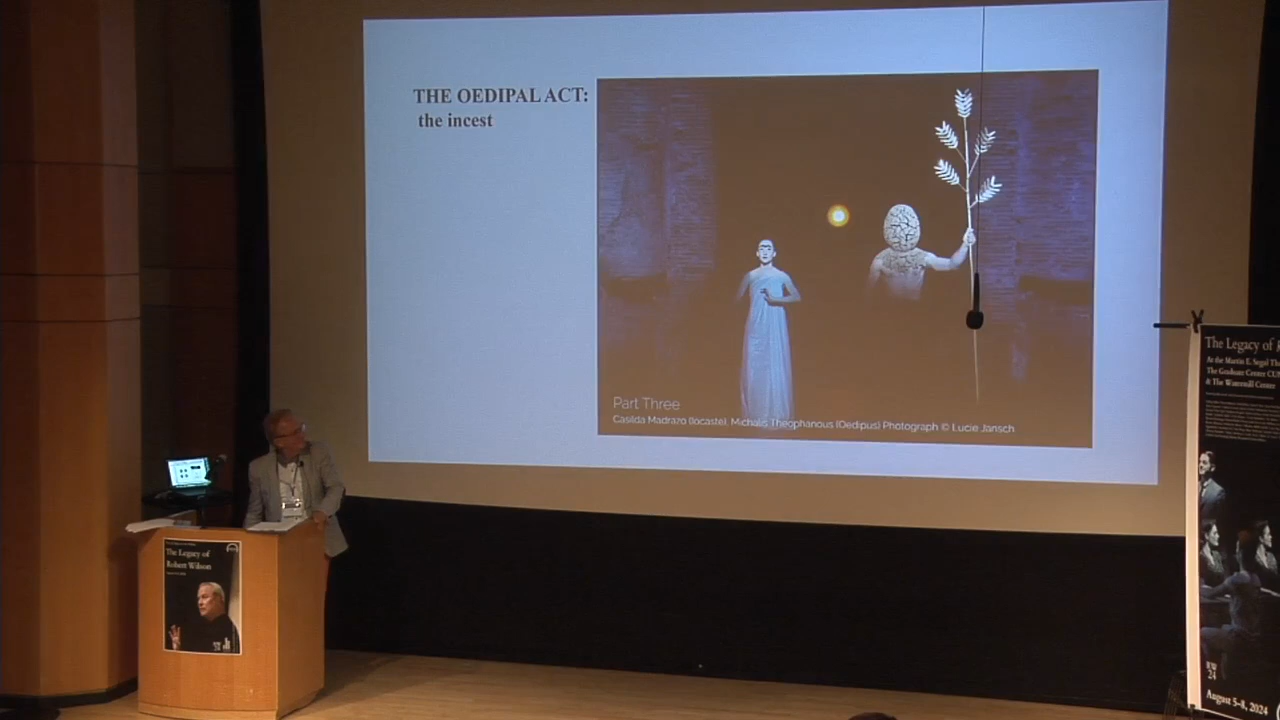 THE OEDIPAL ACT:
the incest
Part Three
Casilda Madrazo (Iocaste), Michalis Theophanous (Oedipus) Photograph © Lucie Jansch
The Legacy of
Robert Wilson
The Legacy of
At the Martin E. Segal
The Graduate Center
& The Watermill Center
RW
24
August 5-8, 2024